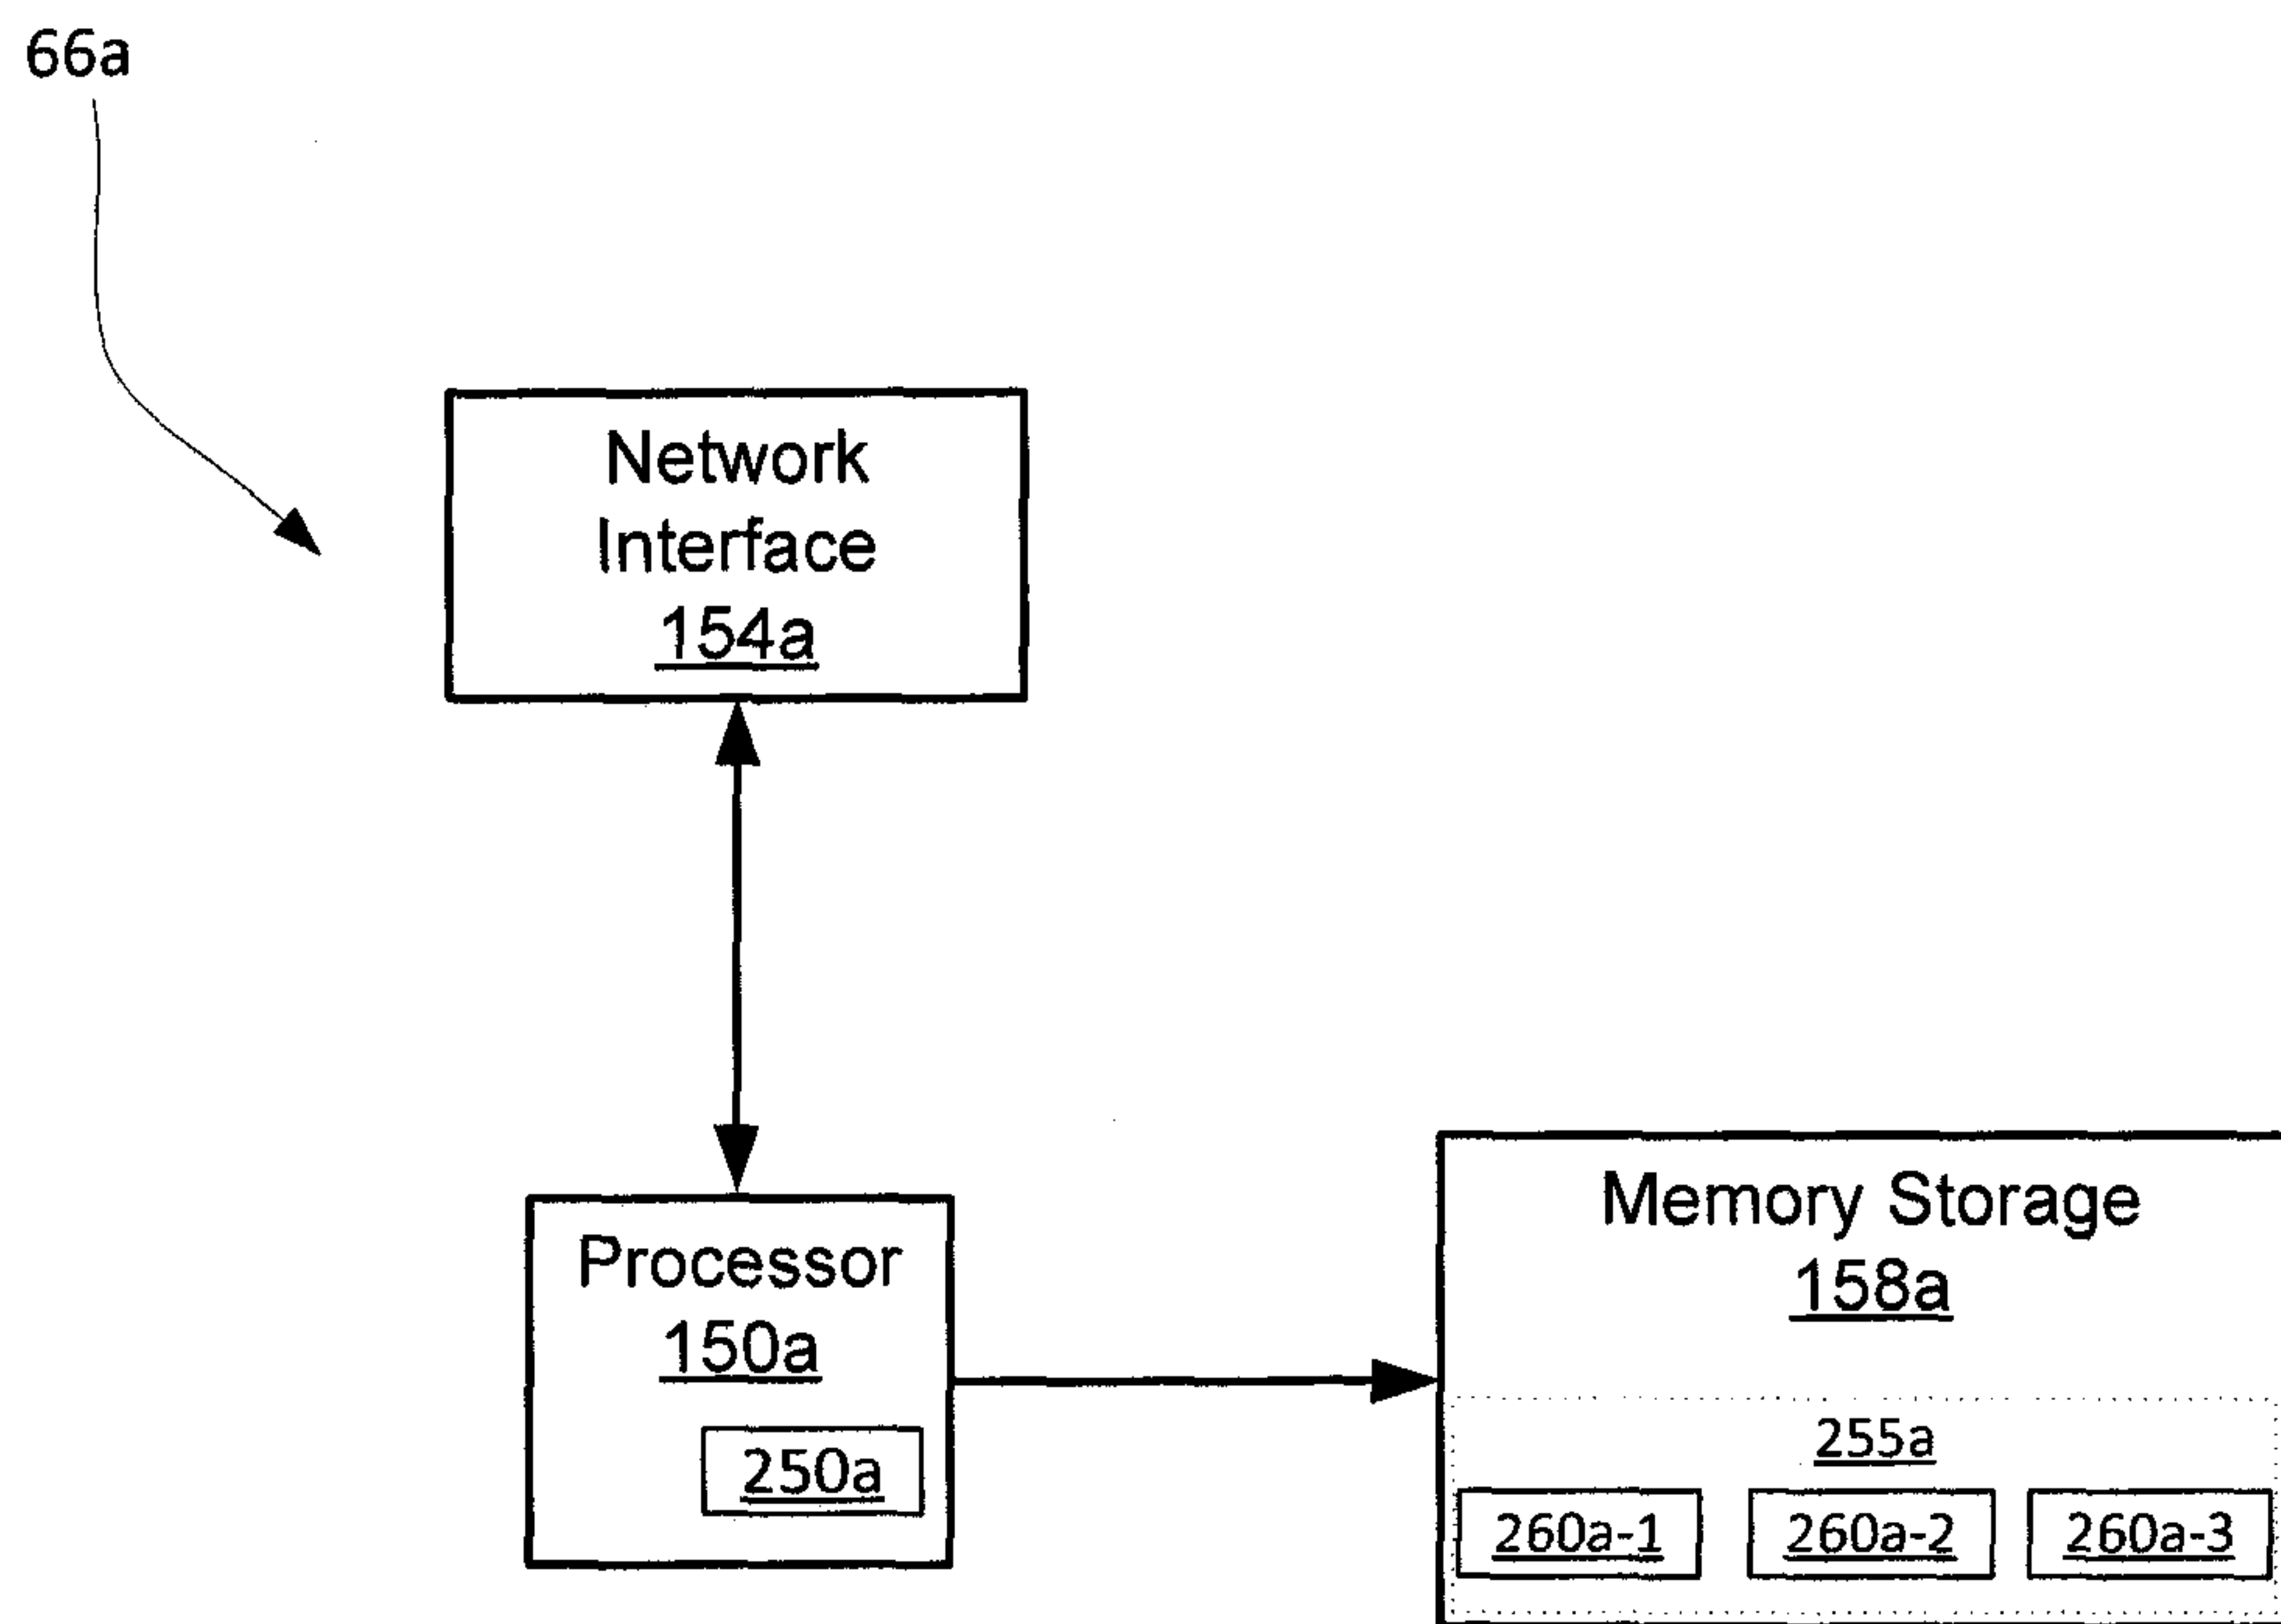 66a
Network
Interface
154a
Processor
150a
250a
Memory Storage
158a
255a
260a-1 260a-2 260a-3